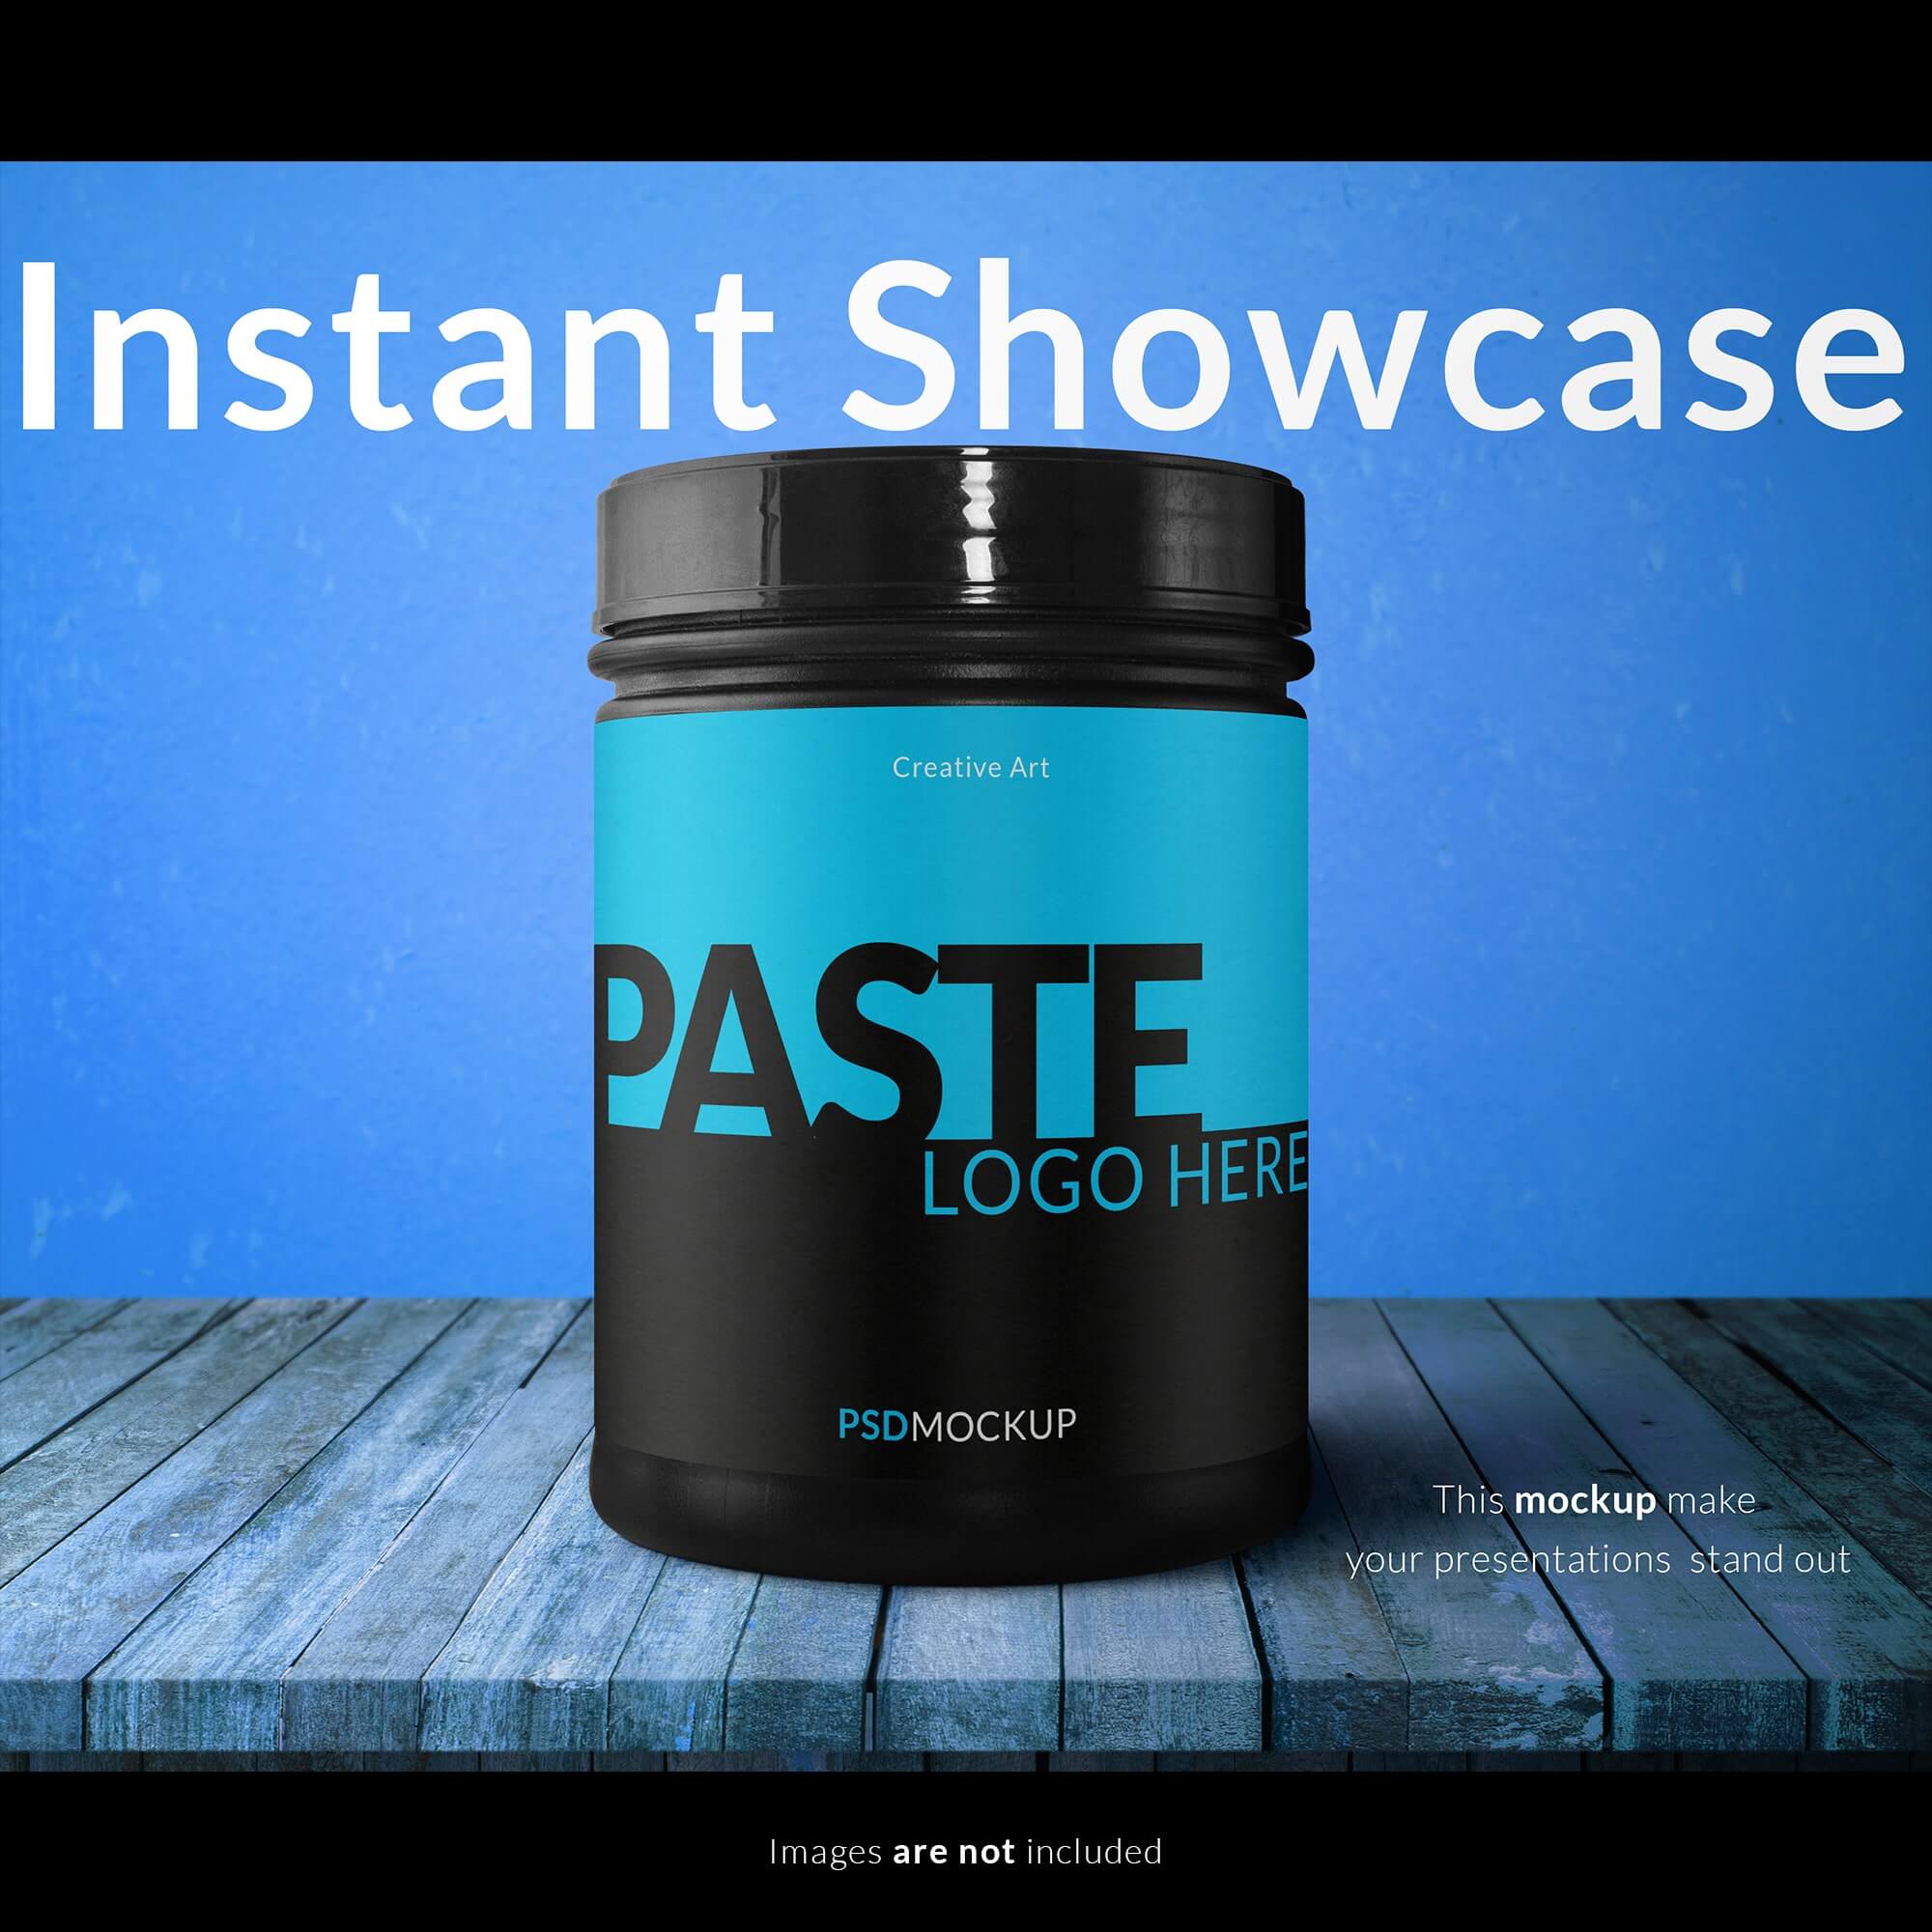 Instant Showcase
Creative Art
PASTE
LOGO HERE
PSDMOCKUP
This mockup make
your presentations stand out
Images are not included